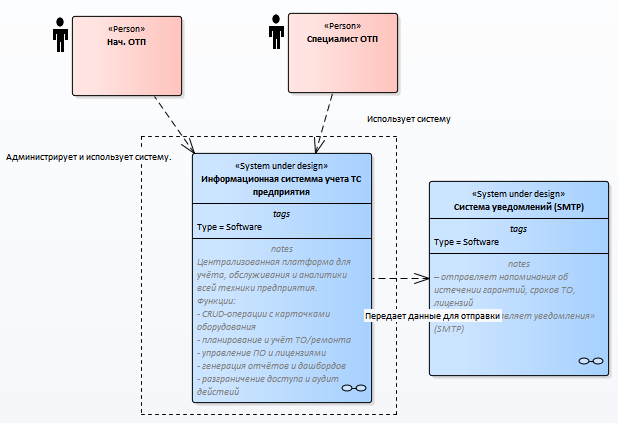 «Person»
Нач. ОТП
«Person»
Специалист ОТП
Использует систему
Администрирует и использует систему.
«System under design»
Информационная системма учета ТС
предприятия
tags
Type = Software
notes
Централизованная платформа для
учёта, обслуживания и аналитики
всей техники предприятия.
Функции:
- CRUD-операции с карточками
оборудования
- планирование и учёт ТО/ремонта
- управление ПО и лицензиями
- генерация отчётов и дашбордов
- разграничение доступа и аудит
действий
«System under design»
Система уведомлений (SMTP)
tags
Type = Software
notes
– отправляет напоминания об
истечении гарантий, сроков ТО,
лицензий
Передает данные для отправки
уведомления»
(SMTP)